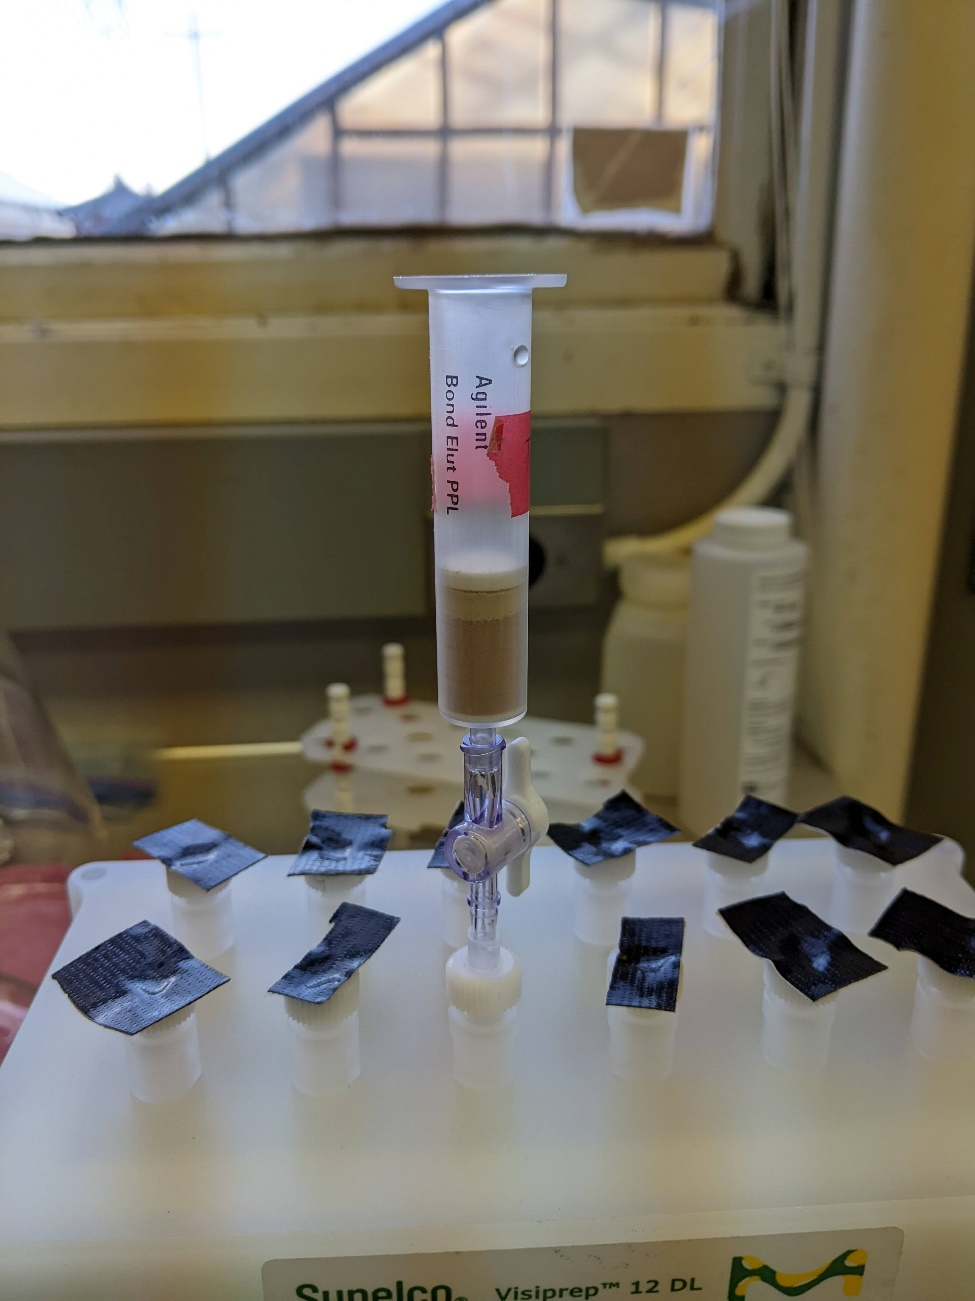 Agilent
Bond Elut PPL
Supelco®
Visiprep™ 12 DL